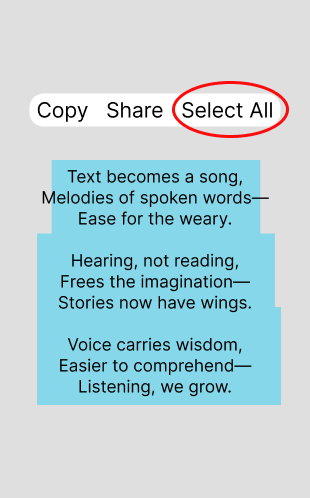 Copy Share Select All
Text becomes a song,
Melodies of spoken words—
Ease for the weary.
Hearing, not reading,
Frees the imagination—
Stories now have wings.
Voice carries wisdom,
Easier to comprehend—
Listening, we grow.